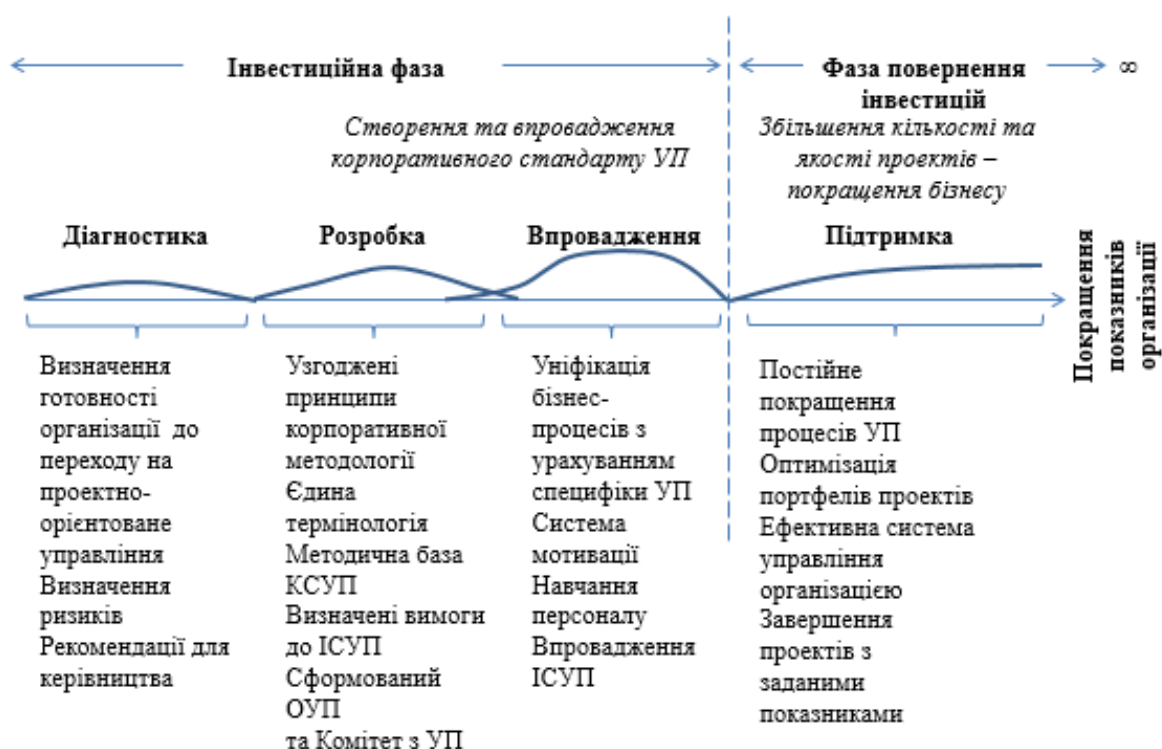 Інвестиційна фаза
Фаза повернення
інвестицій
∞
Створення та впровадження
корпоративного стандарту УП
Збільшення кількості та
якості проектів –
покращення бізнесу
Діагностика
Розробка
Впровадження
Підтримка
Покращення
показників
організації
Визначення
готовності
організації до
переходу на
проектно-
орієнтоване
управління
Визначення
ризиків
Рекомендації для
керівництва
Узгоджені
принципи
корпоративної
методології
Єдина
термінологія
Методична база
КСУП
Визначені вимоги
до ІСУП
Сформований
ОУП
та Комітет з УП
Уніфікація
бізнес-
процесів з
урахуванням
специфіки УП
Система
мотивації
Навчання
персоналу
Впровадження
ІСУП
Постійне
покращення
процесів УП
Оптимізація
портфелів проектів
Ефективна система
управління
організацією
Завершення
проектів з
заданими
показниками